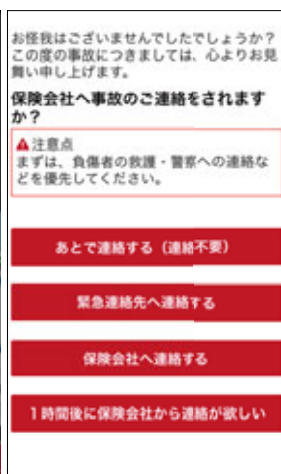 お怪我はございませんでしたでしょうか？
この度の事故につきましては、心よりお見
舞い申し上げます。
保険会社へ事故のご連絡をされます
か？
注意点
まずは、負傷者の救護・警察への連絡な
どを優先してください。
あとで連絡する（連絡不要）
緊急連絡先へ連絡する
保険会社へ連絡する
１時間後に保険会社から連絡が欲しい